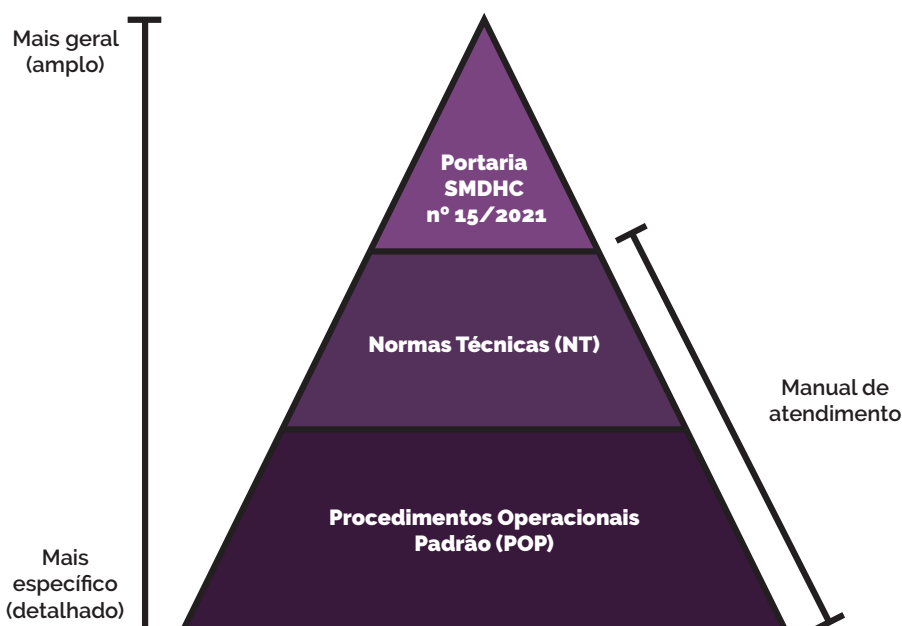 Mais geral
(amplo)
Portaria
SMDHC
nº 15/2021
Normas Técnicas (NT)
Manual de
atendimento
Procedimentos Operacionais
Padrão (POP)
Mais
específico
(detalhado)